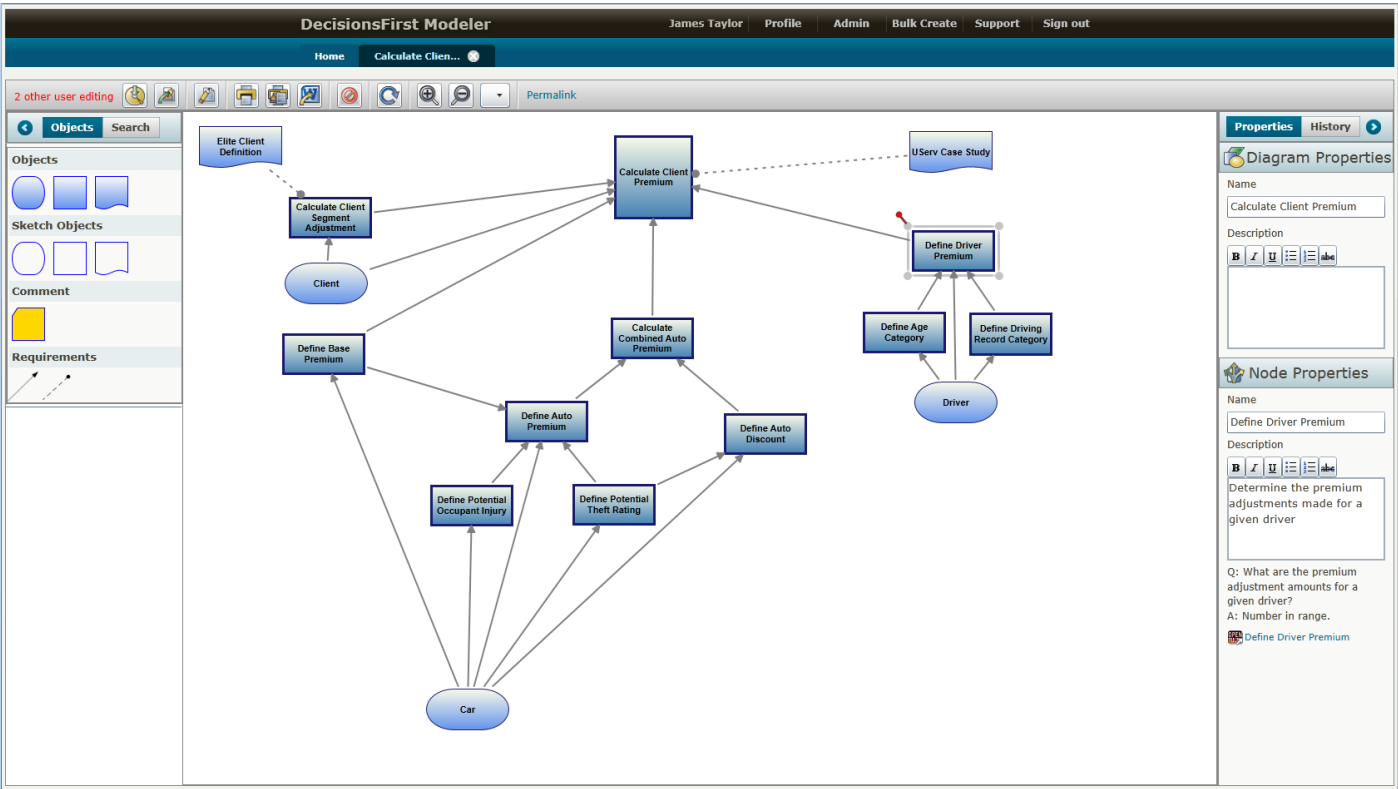 DecisionsFirst Modeler
James Taylor
Profile
Admin
Bulk Create
Support
Sign out
Home
Calculate Clien...
2 other user editing
Permalink
Objects
Search
Objects
Sketch Objects
Comment
Requirements
Elite Client
Definition
Calculate Client
Premium
UServ Case Study
Calculate Client
Segment
Adjustment
Define Driver
Premium
Client
Define Base
Premium
Calculate
Combined Auto
Premium
Define Age
Category
Define Driving
Record Category
Driver
Define Auto
Premium
Define Auto
Discount
Define Potential
Occupant Injury
Define Potential
Theft Rating
Car
Properties
History
Diagram Properties
Name
Calculate Client Premium
Description
B I U abc
Node Properties
Name
Define Driver Premium
Description
B I U abc
Determine the premium
adjustments made for a
given driver
Q: What are the premium
adjustment amounts for a
given driver?
A: Number in range.
Define Driver Premium